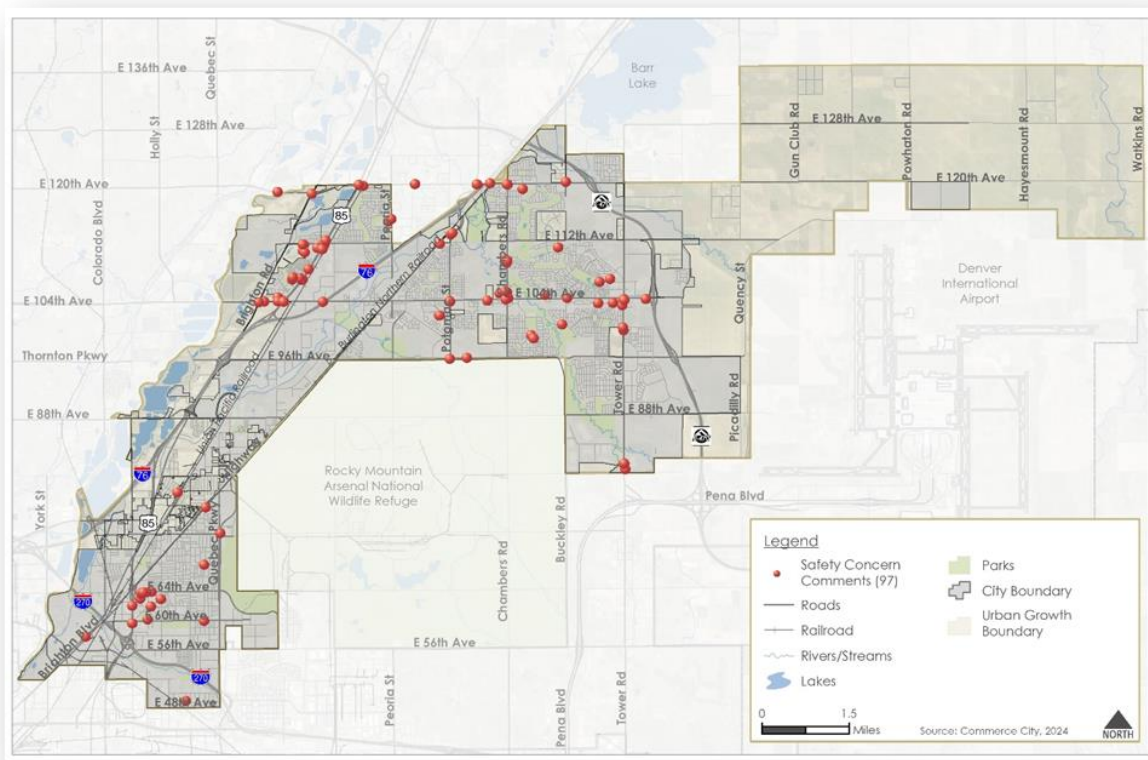 Quebec St
E 136th Ave
Barr
Lake
Holly St
E 128th Ave
Gun Club Rd
E 128th Ave
Powhaton Rd
Hayesmount Rd
Watkins Rd
E 120th Ave
E 120th Ave
Colorado Blvd
85
Peoria St
E 112th Ave
Chambers Rd
76
Brighton Rd
Burlington Northern Railroad
Denver
International
Airport
Quency St
E 104th Ave
E 104th Ave
Potomac St
Thornton Pkwy
E 96th Ave
Union Pacific Railroad
Tower Rd
Picadilly Rd
E 88th Ave
E 88th Ave
Highway 2
76
Rocky Mountain
Arsenal National
Wildlife Refuge
York St
Pena Blvd
Buckley Rd
85
Quebec Pkwy
Chambers Rd
270
E 64th Ave
E 60th Ave
Brighton Blvd
E 56th Ave
E 56th Ave
270
E 48th Ave
Peoria St
Pena Blvd
Tower Rd
Legend
Safety Concern
Comments (97)
Roads
Railroad
Rivers/Streams
Lakes
Parks
City Boundary
Urban Growth
Boundary
0 1.5
Miles
Source: Commerce City, 2024
NORTH